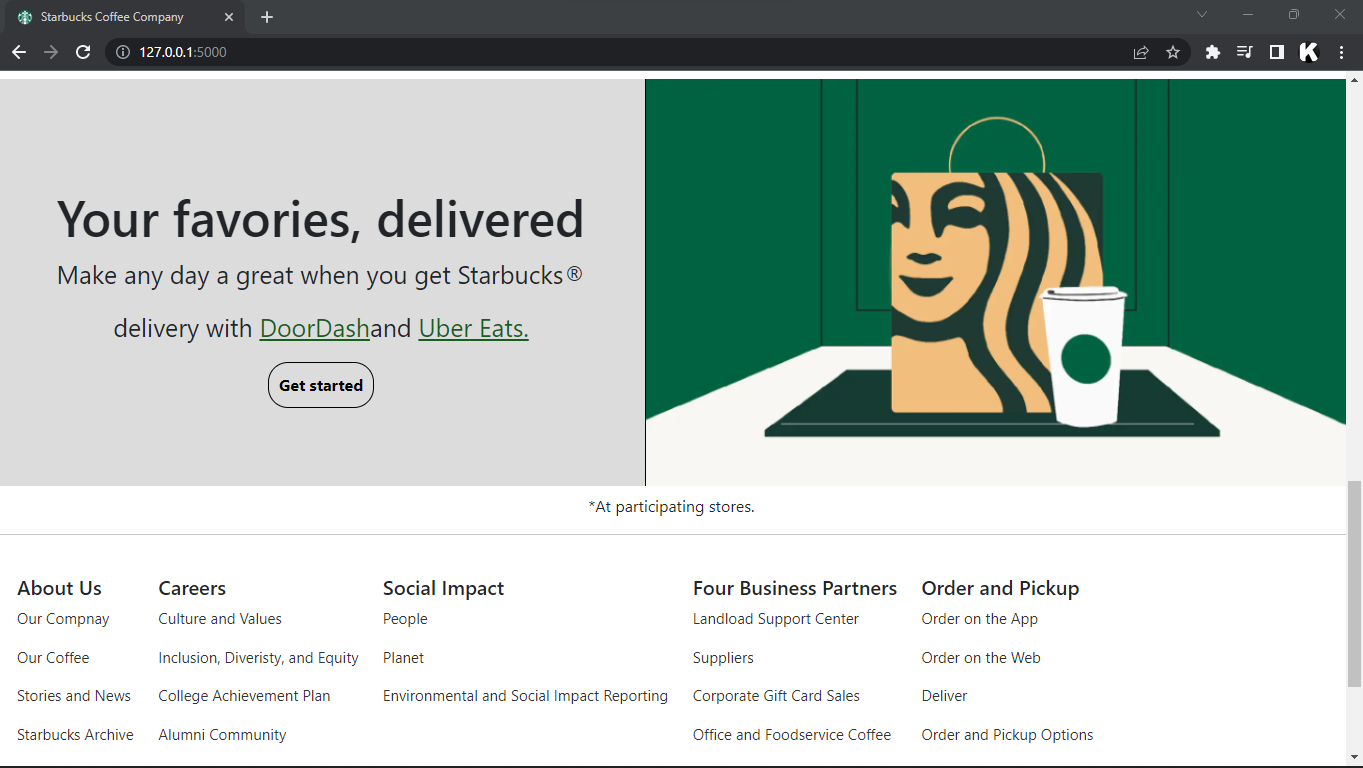 Starbucks Coffee Company
127.0.0.1:5000
K
Your favories, delivered
Make any day a great when you get Starbucks®
delivery with DoorDashand Uber Eats.
Get started
*At participating stores.
About Us
Our Compnay
Our Coffee
Stories and News
Starbucks Archive
Careers
Culture and Values
Inclusion, Diveristy, and Equity
College Achievement Plan
Alumni Community
Social Impact
People
Planet
Environmental and Social Impact Reporting
Four Business Partners
Landload Support Center
Suppliers
Corporate Gift Card Sales
Office and Foodservice Coffee
Order and Pickup
Order on the App
Order on the Web
Deliver
Order and Pickup Options